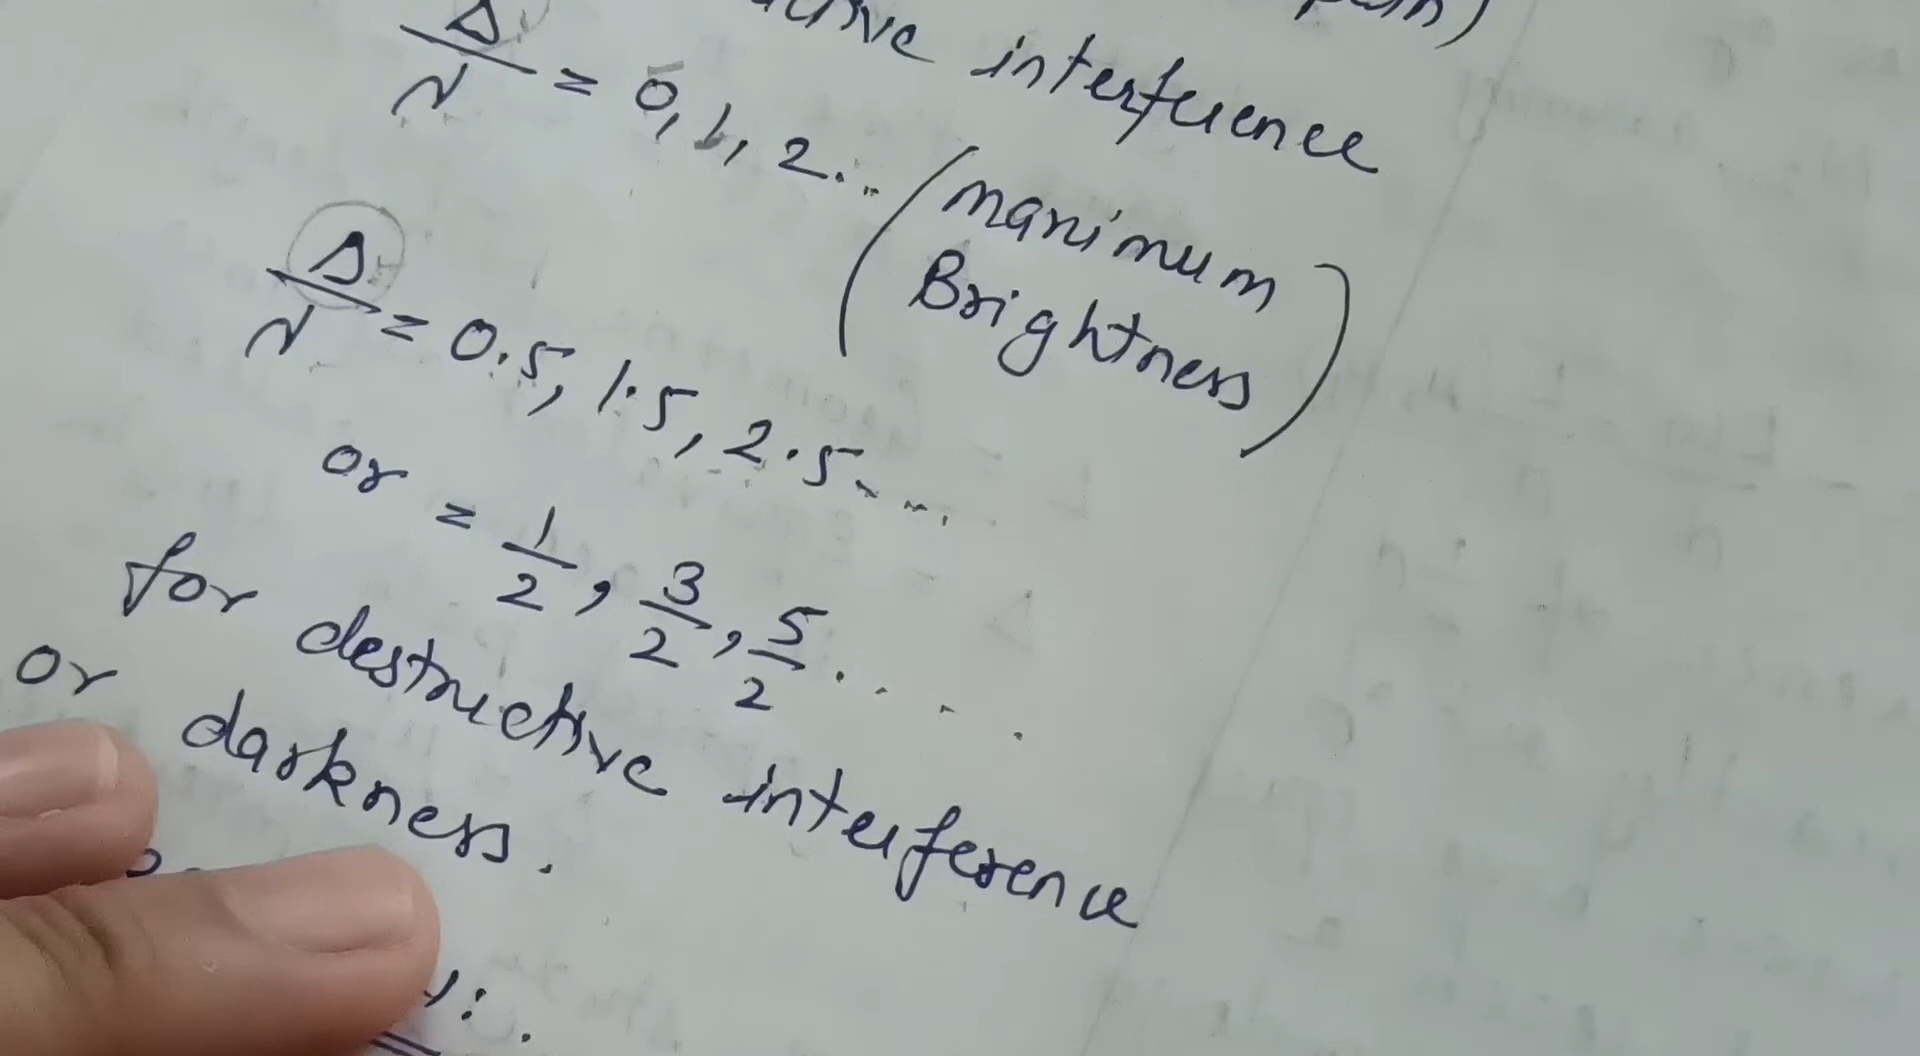 interference
Δ/λ = 0, 1, 2... (maximum
Brightness)
Δ/λ = 0.5, 1.5, 2.5....
or = 1/2, 3/2, 5/2.....
for destructive interference
or darkness.